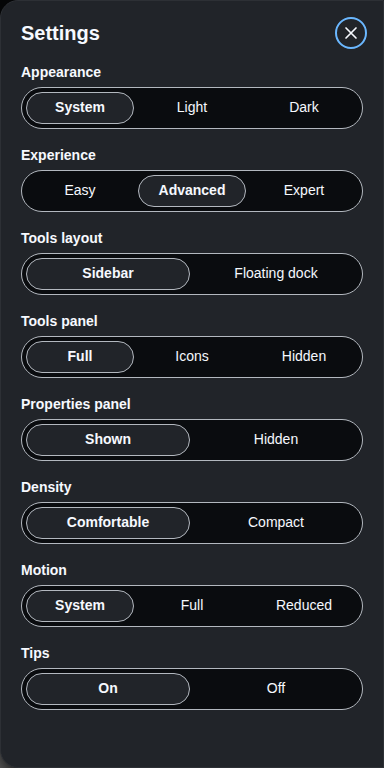 Settings
Appearance
System Light Dark
Experience
Easy Advanced Expert
Tools layout
Sidebar Floating dock
Tools panel
Full Icons Hidden
Properties panel
Shown Hidden
Density
Comfortable Compact
Motion
System Full Reduced
Tips
On Off